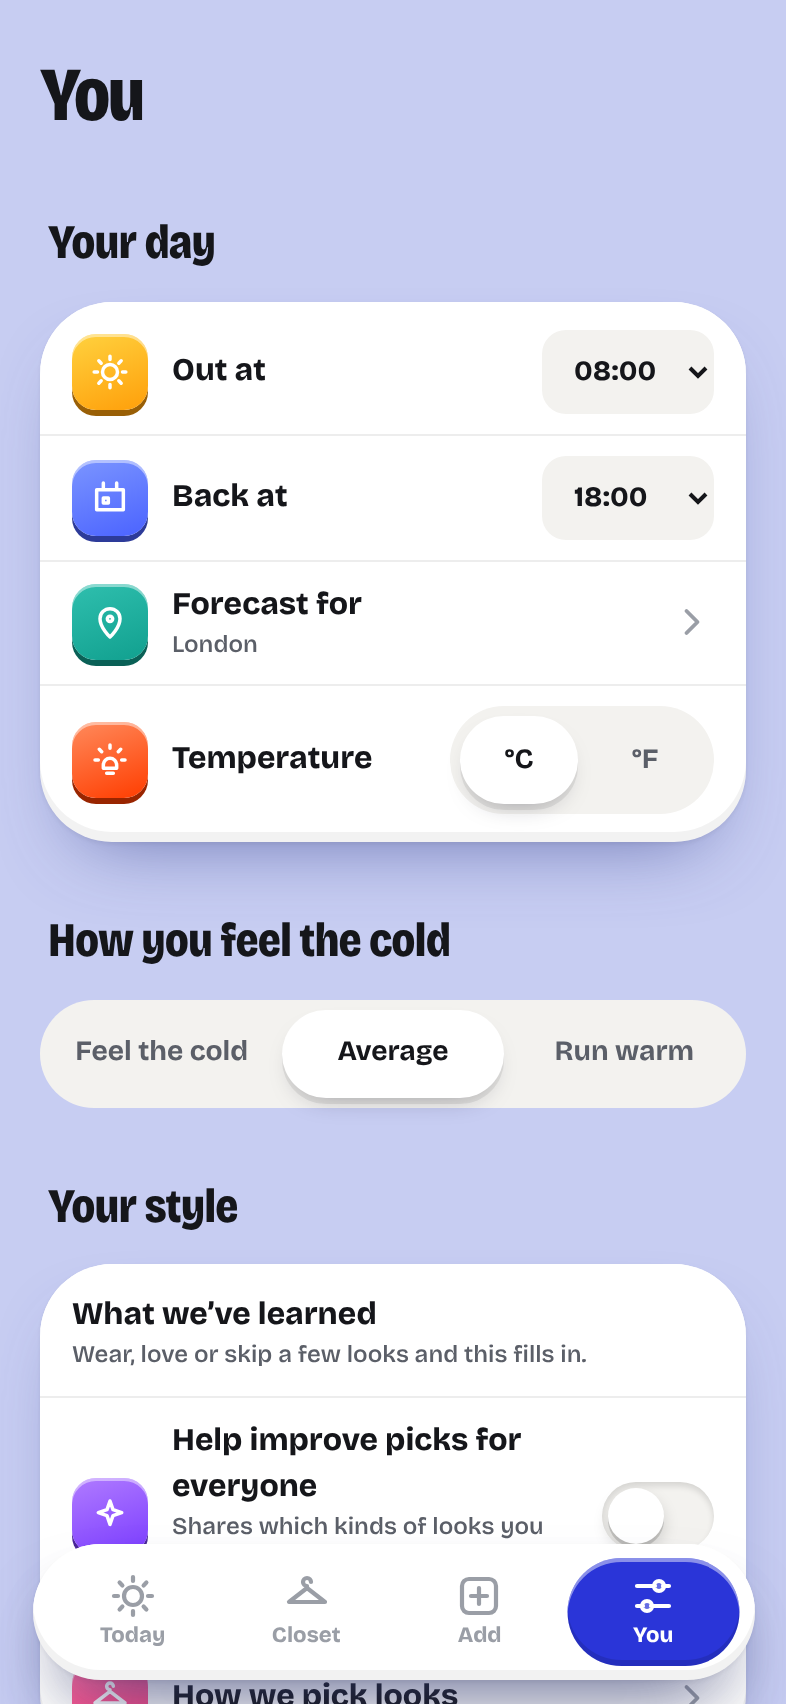 You
Your day
Out at
08:00
Back at
18:00
Forecast for
London
Temperature
°C
°F
How you feel the cold
Feel the cold
Average
Run warm
Your style
What we’ve learned
Wear, love or skip a few looks and this fills in.
Help improve picks for
everyone
Shares which kinds of looks you
Today
Closet
Add
You
How we pick looks